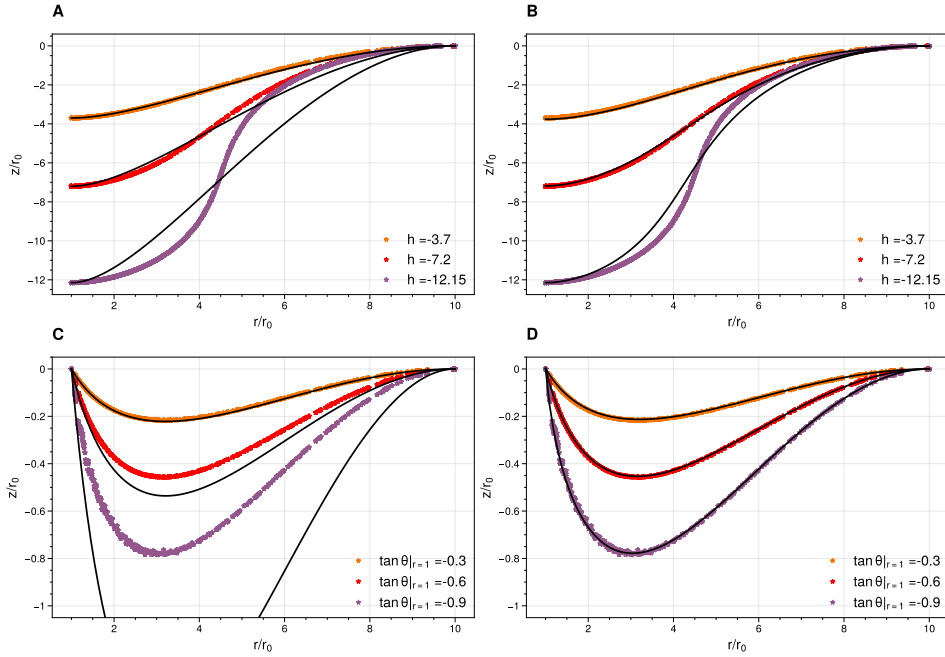 A
B
0
−2
−4
−6
−8
−10
−12
z/r0
h =-3.7
h =-7.2
h =-12.15
2
4
6
8
10
r/r0
0
−2
−4
−6
−8
−10
−12
z/r0
h =-3.7
h =-7.2
h =-12.15
2
4
6
8
10
r/r0
C
D
0
−0.2
−0.4
−0.6
−0.8
−1
z/r0
tan θ|r = 1 =-0.3
tan θ|r = 1 =-0.6
tan θ|r = 1 =-0.9
2
4
6
8
10
r/r0
0
−0.2
−0.4
−0.6
−0.8
−1
z/r0
tan θ|r = 1 =-0.3
tan θ|r = 1 =-0.6
tan θ|r = 1 =-0.9
2
4
6
8
10
r/r0